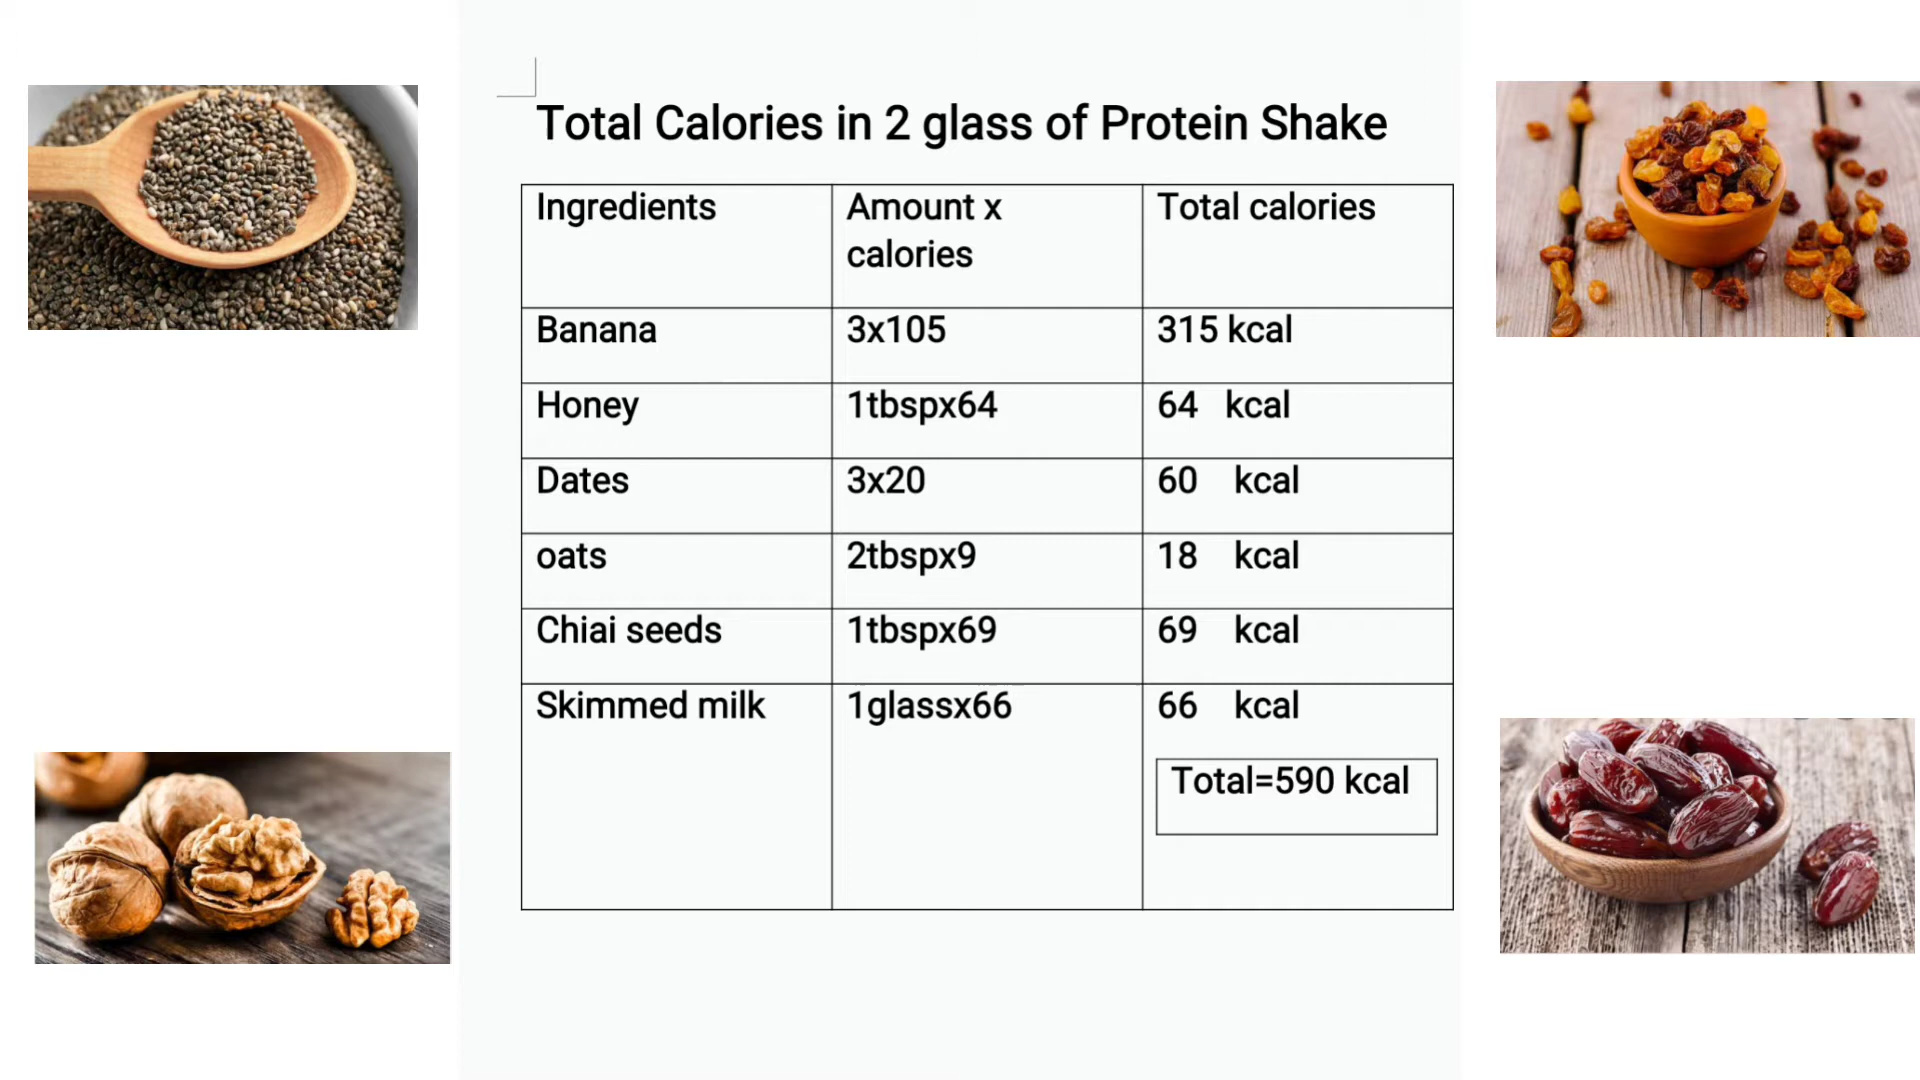 Total Calories in 2 glass of Protein Shake
Ingredients
Amount x
calories
Total calories
Banana
3x105
315 kcal
Honey
1tbspx64
64 kcal
Dates
3x20
60 kcal
oats
2tbspx9
18 kcal
Chiai seeds
1tbspx69
69 kcal
Skimmed milk
1glassx66
66 kcal
Total=590 kcal